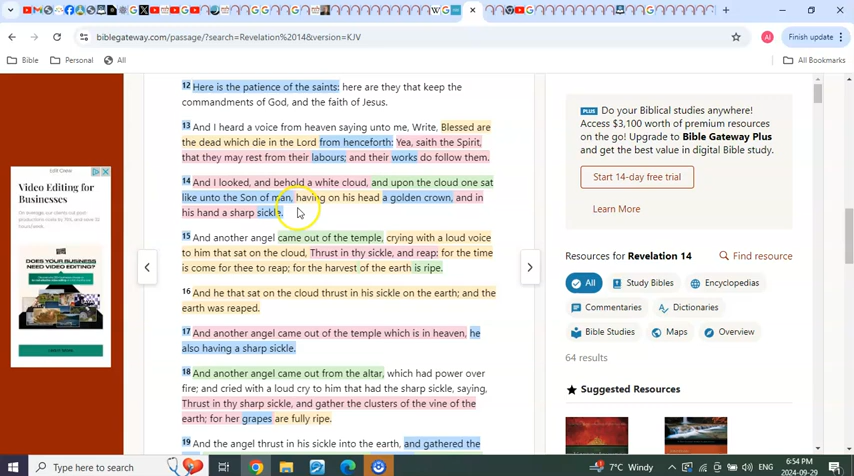 Finish update
biblegateway.com/passage/?search=Revelation%2014&version=KJV
Bible
Personal
All
All Bookmarks
12 Here is the patience of the saints: here are they that keep the
commandments of God, and the faith of Jesus.
13 And I heard a voice from heaven saying unto me, Write, Blessed are
the dead which die in the Lord from henceforth: Yea, saith the Spirit,
that they may rest from their labours; and their works do follow them.
14 And I looked, and behold a white cloud, and upon the cloud one sat
like unto the Son of man, having on his head a golden crown, and in
his hand a sharp sickle.
15 And another angel came out of the temple, crying with a loud voice
to him that sat on the cloud, Thrust in thy sickle, and reap: for the time
is come for thee to reap; for the harvest of the earth is ripe.
16 And he that sat on the cloud thrust in his sickle on the earth; and the
earth was reaped.
17 And another angel came out of the temple which is in heaven, he
also having a sharp sickle.
18 And another angel came out from the altar, which had power over
fire; and cried with a loud cry to him that had the sharp sickle, saying,
Thrust in thy sharp sickle, and gather the clusters of the vine of the
earth; for her grapes are fully ripe.
19 And the angel thrust in his sickle into the earth, and gathered the
Video Editing for
Businesses
PLUS Do your Biblical studies anywhere!
Access $3,100 worth of premium resources
on the go! Upgrade to Bible Gateway Plus
and get the best value in digital Bible study.
Start 14-day free trial
Learn More
Resources for Revelation 14
Find resource
All
Study Bibles
Encyclopedias
Commentaries
Dictionaries
Bible Studies
Maps
Overview
64 results
Suggested Resources
Type here to search
7°C Windy
6:54 PM
2024-09-29